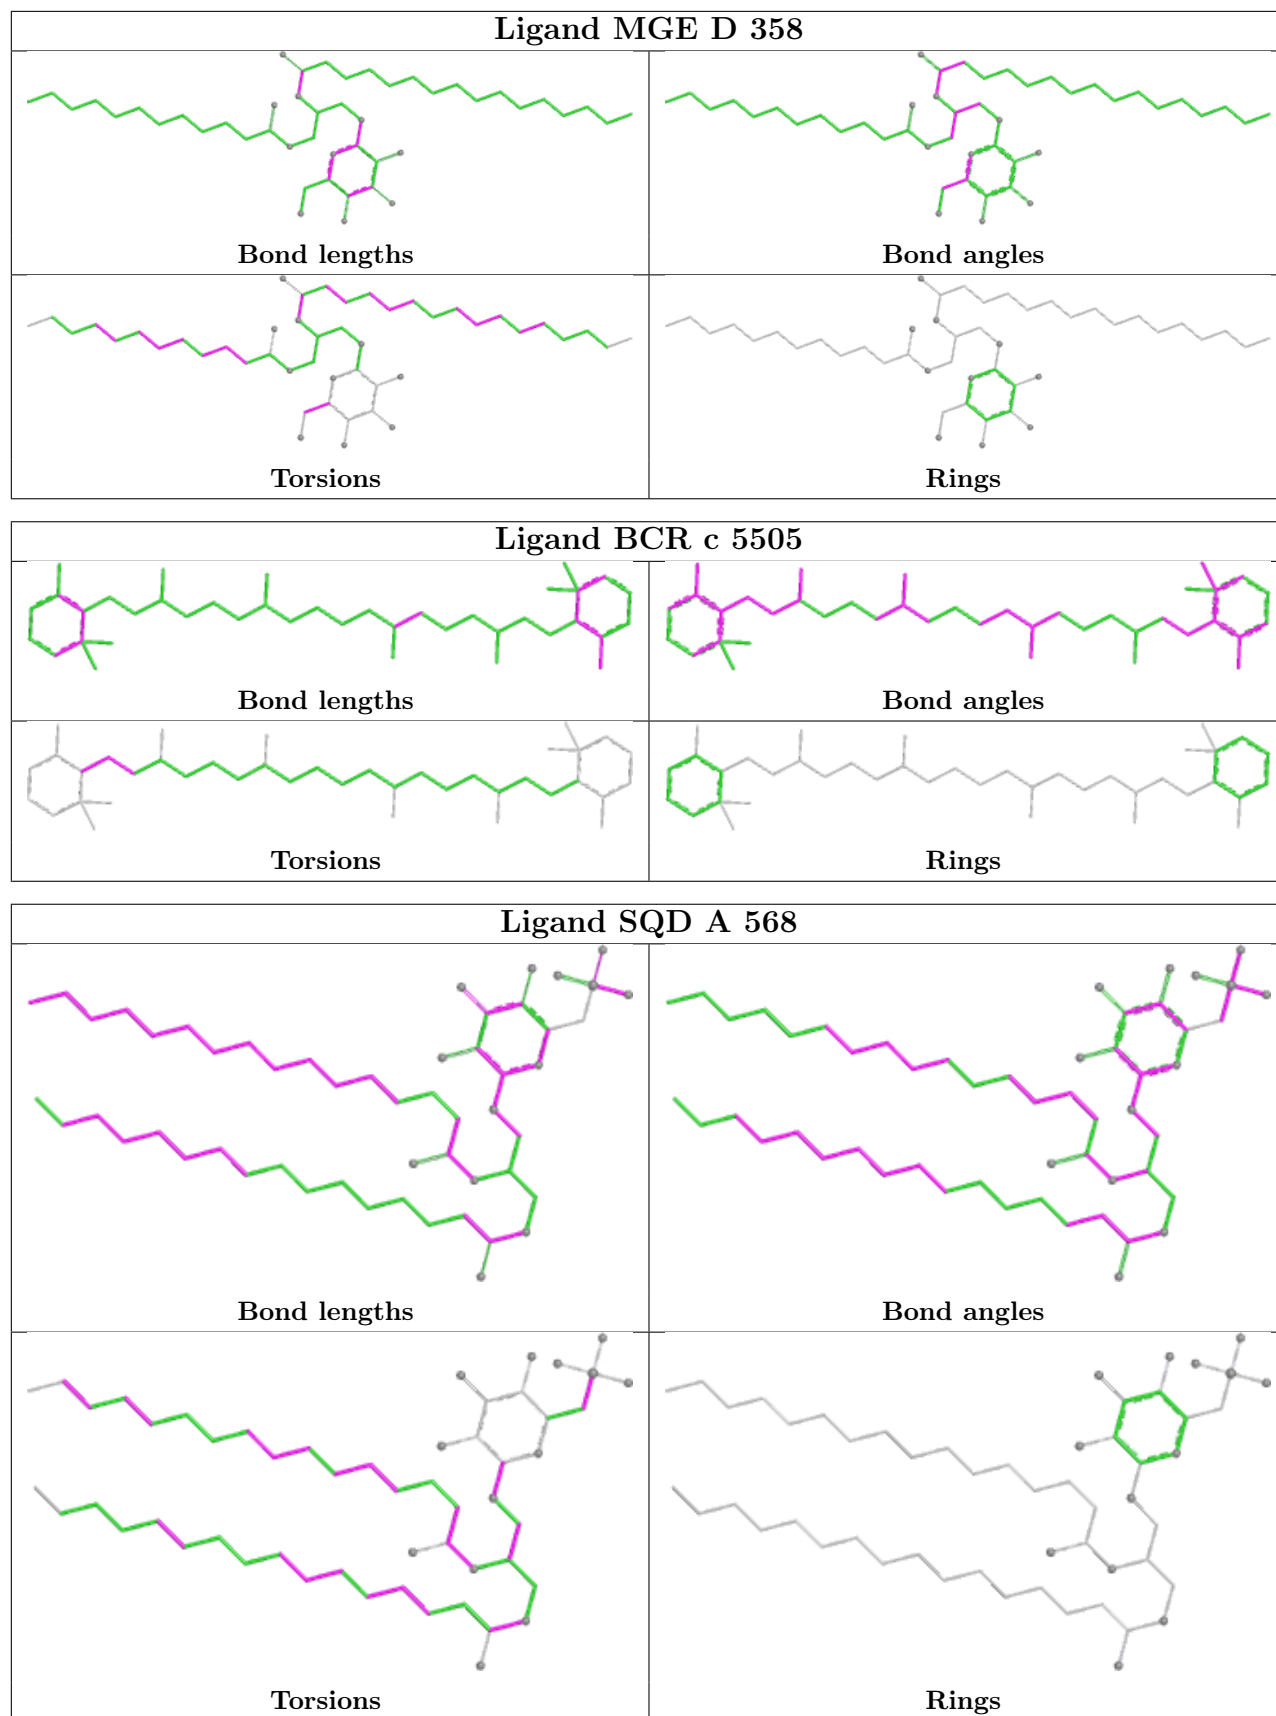 Ligand MGE D 358
Bond lengths
Bond angles
Torsions
Rings
Ligand BCR c 5505
Bond lengths
Bond angles
Torsions
Rings
Ligand SQD A 568
Bond lengths
Bond angles
Torsions
Rings